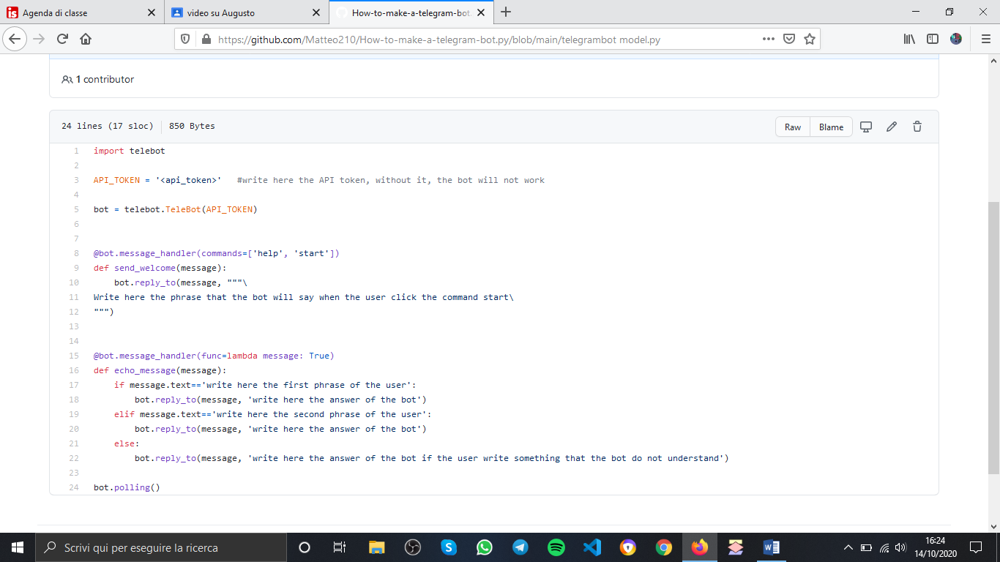 Agenda di classe
video su Augusto
How-to-make-a-telegram-bot.
https://github.com/Matteo210/How-to-make-a-telegram-bot.py/blob/main/telegrambot model.py
1 contributor
24 lines (17 sloc) 850 Bytes
Raw Blame
1 import telebot
2
3 API_TOKEN = '<api_token>' #write here the API token, without it, the bot will not work
4
5 bot = telebot.TeleBot(API_TOKEN)
6
7
8 @bot.message_handler(commands=['help', 'start'])
9 def send_welcome(message):
10 bot.reply_to(message, """\
11 Write here the phrase that the bot will say when the user click the command start\
12 """)
13
14
15 @bot.message_handler(func=lambda message: True)
16 def echo_message(message):
17 if message.text=='write here the first phrase of the user':
18 bot.reply_to(message, 'write here the answer of the bot')
19 elif message.text=='write here the second phrase of the user':
20 bot.reply_to(message, 'write here the answer of the bot')
21 else:
22 bot.reply_to(message, 'write here the answer of the bot if the user write something that the bot do not understand')
23
24 bot.polling()
Scrivi qui per eseguire la ricerca
16:24
14/10/2020